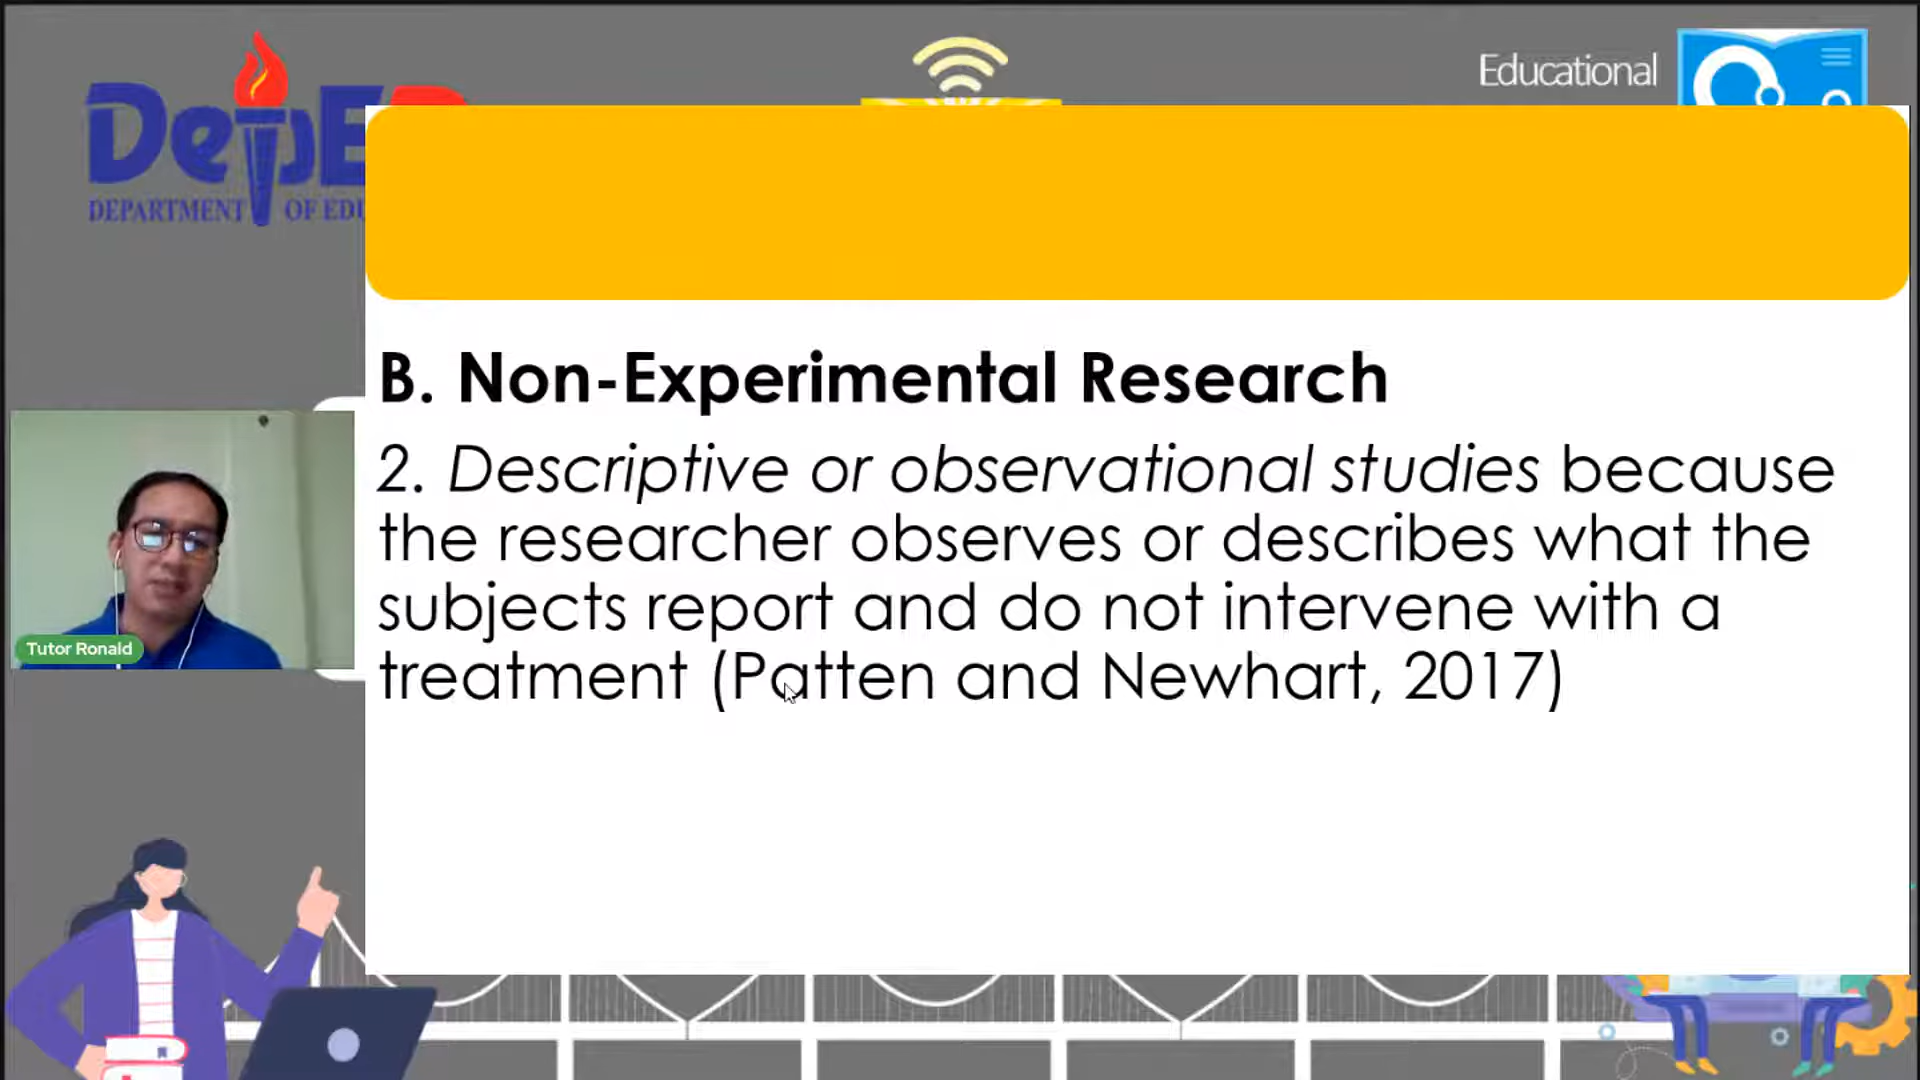 DepE
DEPARTMENT OF EDU
Educational
B. Non-Experimental Research
2. Descriptive or observational studies because
the researcher observes or describes what the
subjects report and do not intervene with a
treatment (Patten and Newhart, 2017)
Tutor Ronald